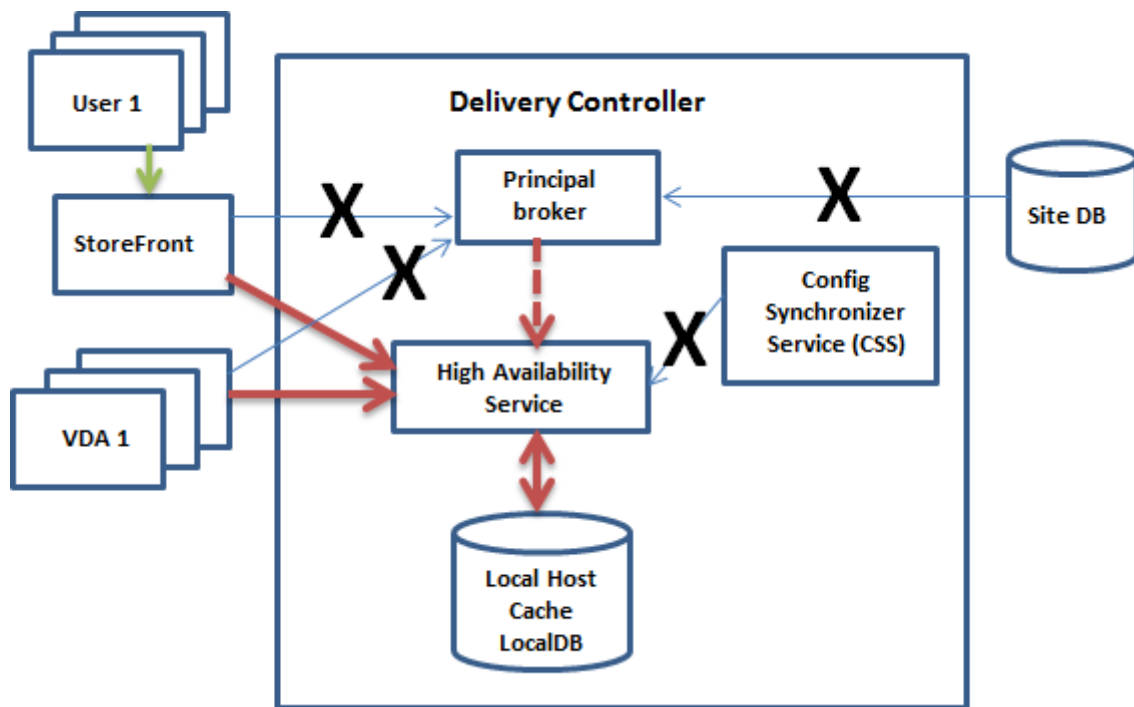 User 1
Delivery Controller
Principal
broker
X
X
StoreFront
Site DB
X
Config
Synchronizer
Service (CSS)
X
High Availability
Service
VDA 1
Local Host
Cache
LocalDB